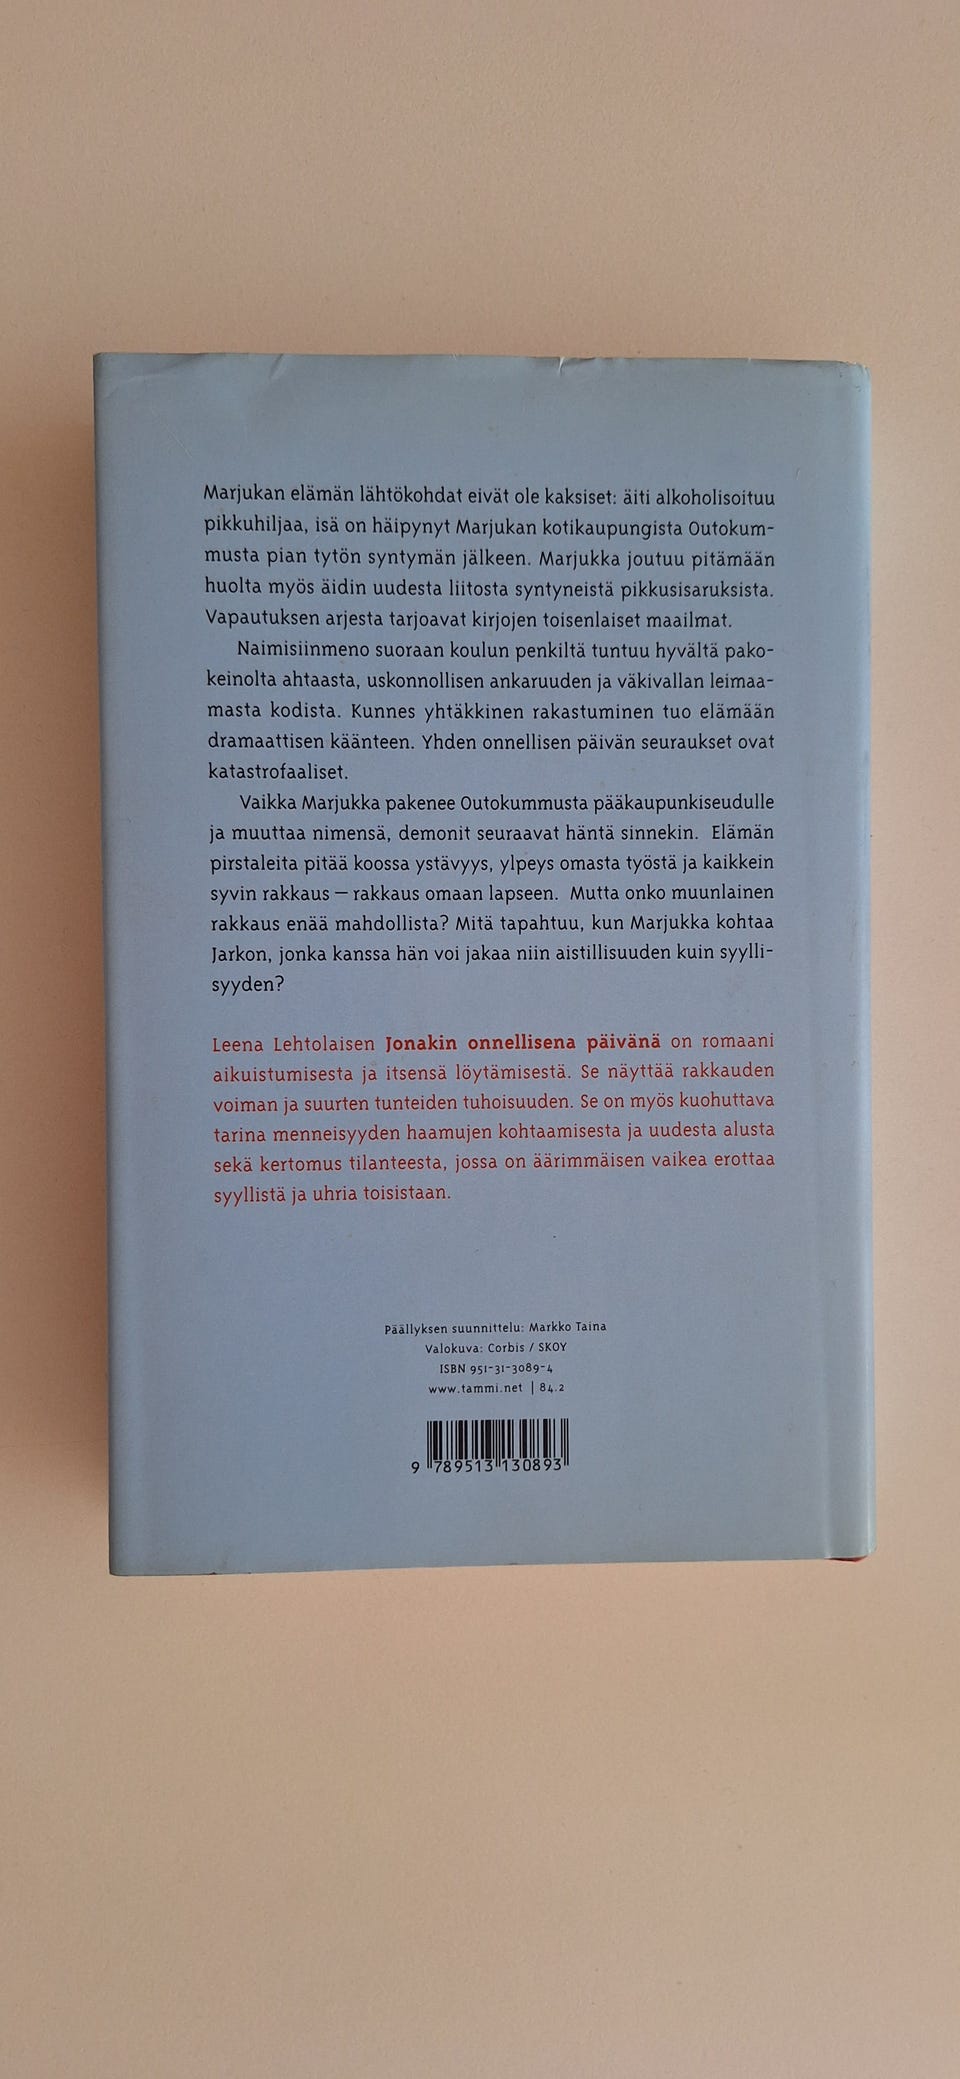 Marjukan elämän lähtökohdat eivät ole kaksiset: äiti alkoholisoituu
pikkuhiljaa, isä on häipynyt Marjukan kotikaupungista Outokum-
musta pian tytön syntymän jälkeen. Marjukka joutuu pitämään
huolta myös äidin uudesta liitosta syntyneistä pikkusisaruksista.
Vapautuksen arjesta tarjoavat kirjojen toisenlaiset maailmat.
Naimisiinmeno suoraan koulun penkiltä tuntuu hyvältä pako-
keinolta ahtaasta, uskonnollisen ankaruuden ja väkivallan leimaa-
masta kodista. Kunnes yhtäkkinen rakastuminen tuo elämään
dramaattisen käänteen. Yhden onnellisen päivän seuraukset ovat
katastrofaaliset.
Vaikka Marjukka pakenee Outokummusta pääkaupunkiseudulle
ja muuttaa nimensä, demonit seuraavat häntä sinnekin. Elämän
pirstaleita pitää koossa ystävyys, ylpeys omasta työstä ja kaikkein
syvin rakkaus – rakkaus omaan lapseen. Mutta onko muunlainen
rakkaus enää mahdollista? Mitä tapahtuu, kun Marjukka kohtaa
Jarkon, jonka kanssa hän voi jakaa niin aistillisuuden kuin syylli-
syyden?
Leena Lehtolaisen Jonakin onnellisena päivänä on romaani
aikuistumisesta ja itsensä löytämisestä. Se näyttää rakkauden
voiman ja suurten tunteiden tuhoisuuden. Se on myös kuohuttava
tarina menneisyyden haamujen kohtaamisesta ja uudesta alusta
sekä kertomus tilanteesta, jossa on äärimmäisen vaikea erottaa
syyllistä ja uhria toisistaan.
Päällyksen suunnittelu: Markko Taina
Valokuva: Corbis / SKOY
ISBN 951-31-3089-4
www.tammi.net | 84.2
9 789513 130893